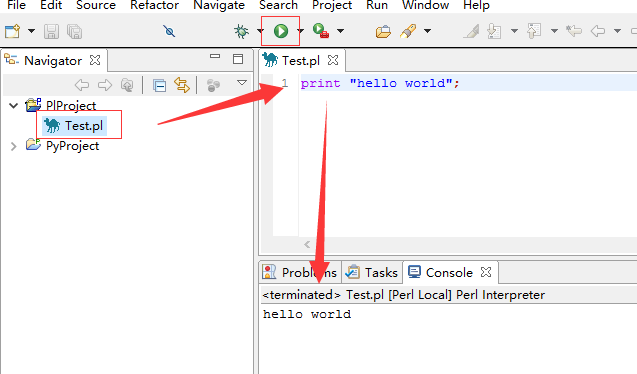 File Edit Source Refactor Navigate Search Project Run Window Help
Navigator
PlProject
Test.pl
PyProject
Test.pl
1 print "hello world";
Problems Tasks Console
<terminated> Test.pl [Perl Local] Perl Interpreter
hello world